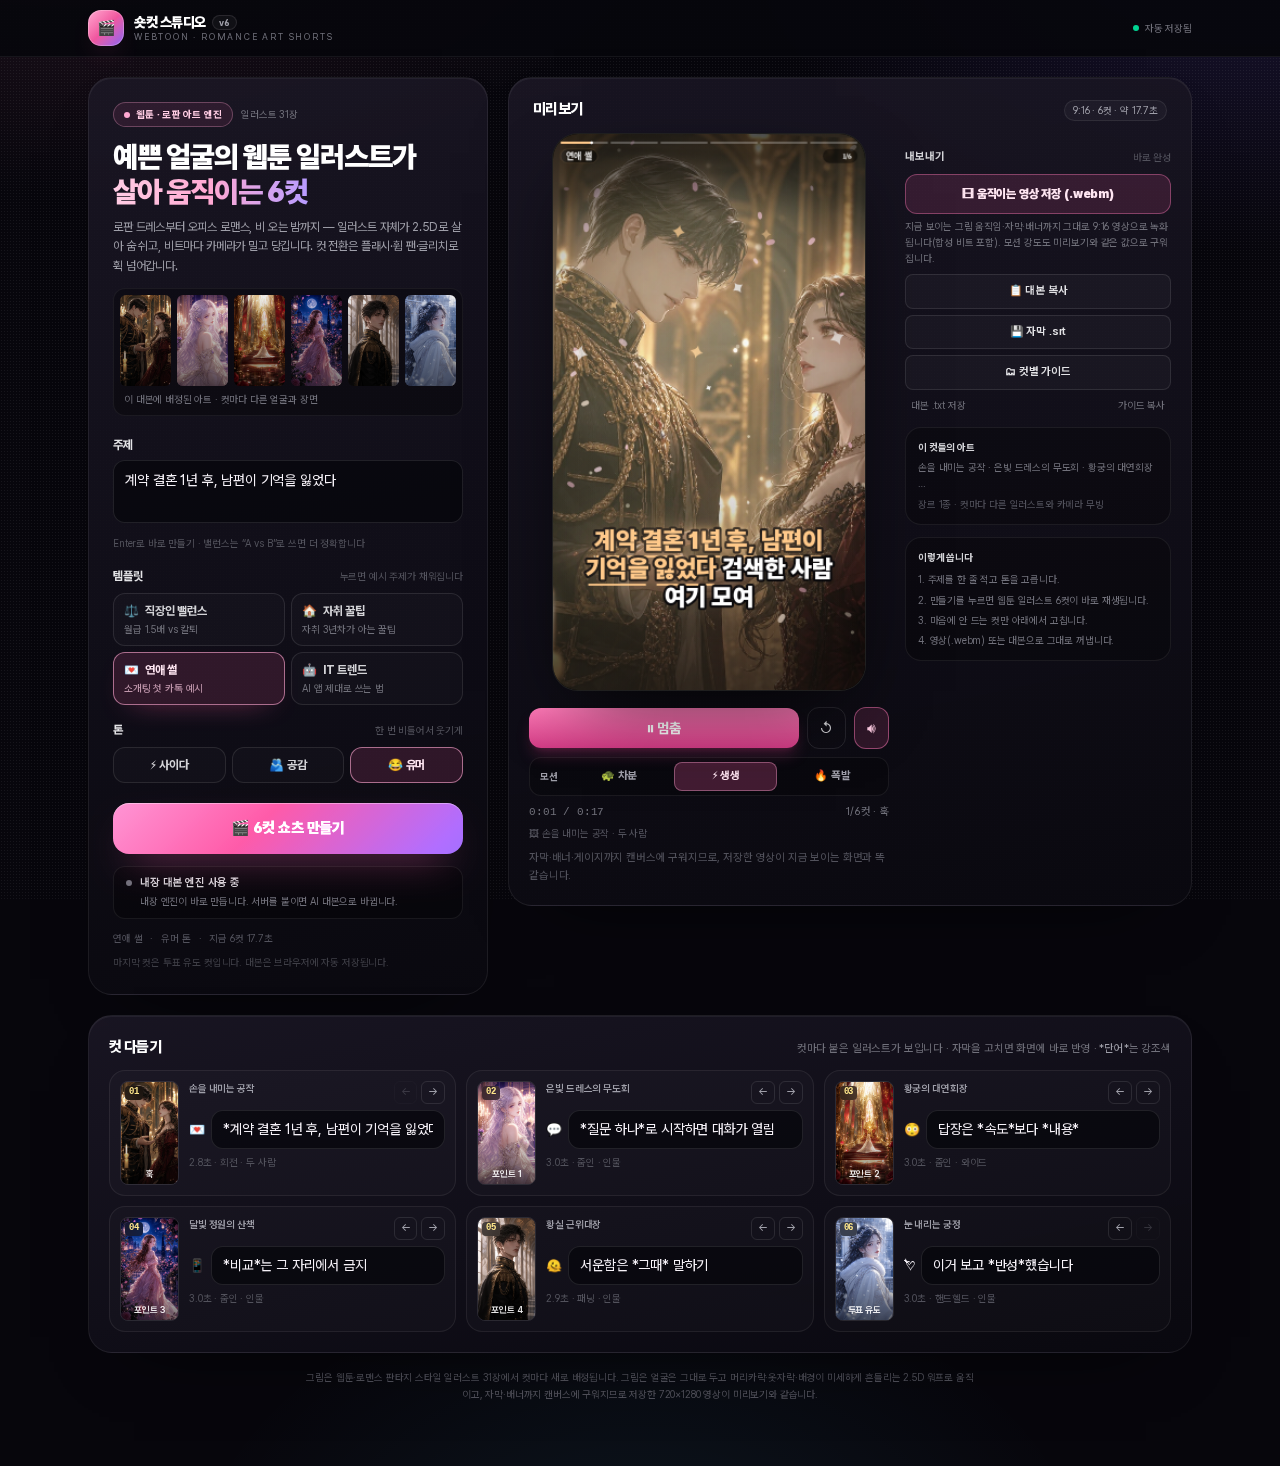 숏컷 스튜디오 v6
WEBTOON · ROMANCE ART SHORTS
자동 저장됨
웹툰 · 로판 아트 엔진 일러스트 31장
예쁜 얼굴의 웹툰 일러스트가
살아 움직이는 6컷
로판 드레스부터 오피스 로맨스, 비 오는 밤까지 — 일러스트 자체가 2.5D로 살
아 숨쉬고, 비트마다 카메라가 밀고 당깁니다. 컷 전환은 플래시·휩 팬·글리치로
휙 넘어갑니다.
이 대본에 배정된 아트 · 컷마다 다른 얼굴과 장면
주제
계약 결혼 1년 후, 남편이 기억을 잃었다
Enter로 바로 만들기 · 밸런스는 "A vs B"로 쓰면 더 정확합니다
템플릿 누르면 예시 주제가 채워집니다
⚖️ 직장인 밸런스
월급 1.5배 vs 칼퇴
🏠 자취 꿀팁
자취 3년차가 아는 꿀팁
💌 연애 썰
소개팅 첫 카톡 예시
🤖 IT 트렌드
AI 앱 제대로 쓰는 법
톤 한 번 비틀어서 웃기게
⚡ 사이다
🫂 공감
😂 유머
🎬 6컷 쇼츠 만들기
내장 대본 엔진 사용 중
내장 엔진이 바로 만듭니다. 서버를 붙이면 AI 대본으로 바뀝니다.
연애 썰 · 유머 톤 · 지금 6컷 17.7초
마지막 컷은 투표 유도 컷입니다. 대본은 브라우저에 자동 저장됩니다.
미리보기
9:16 · 6컷 · 약 17.7초
연애 썰
1/6
계약 결혼 1년 후, 남편이
기억을 잃었다 검색한 사람
여기 모여
⏸ 멈춤
모션
🐢 차분
⚡ 생생
🔥 폭발
0:01 / 0:17
1/6컷 · 훅
🖼 손을 내미는 공작 · 두 사람
자막·배너·게이지까지 캔버스에 구워지므로, 저장한 영상이 지금 보이는 화면과 똑
같습니다.
내보내기 바로 완성
🎞 움직이는 영상 저장 (.webm)
지금 보이는 그림 움직임·자막·배너까지 그대로 9:16 영상으로 녹화
됩니다(합성 비트 포함). 모션 강도도 미리보기와 같은 값으로 구워
집니다.
📋 대본 복사
💾 자막 .srt
🗂 컷별 가이드
대본 .txt 저장 가이드 복사
이 컷들의 아트
손을 내미는 공작 · 은빛 드레스의 무도회 · 황궁의 대연회장
...
장르 1종 · 컷마다 다른 일러스트와 카메라 무빙
이렇게 씁니다
1. 주제를 한 줄 적고 톤을 고릅니다.
2. 만들기를 누르면 웹툰 일러스트 6컷이 바로 재생됩니다.
3. 마음에 안 드는 컷만 아래에서 고칩니다.
4. 영상(.webm) 또는 대본으로 그대로 꺼냅니다.
컷 다듬기
컷마다 붙은 일러스트가 보입니다 · 자막을 고치면 화면에 바로 반영 · *단어*는 강조색
01 손을 내미는 공작 ← →
💌 *계약 결혼 1년 후, 남편이 기억을 잃었다
훅
2.8초 · 회전 · 두 사람
02 은빛 드레스의 무도회 ← →
💬 *질문 하나*로 시작하면 대화가 열림
포인트 1
3.0초 · 줌인 · 인물
03 황궁의 대연회장 ← →
😳 답장은 *속도*보다 *내용*
포인트 2
3.0초 · 줌인 · 와이드
04 달빛 정원의 산책 ← →
📱 *비교*는 그 자리에서 금지
포인트 3
3.0초 · 줌인 · 인물
05 황실 근위대장 ← →
🫠 서운함은 *그때* 말하기
포인트 4
2.9초 · 패닝 · 인물
06 눈 내리는 궁정 ← →
💘 이거 보고 *반성*했습니다
투표 유도
3.0초 · 핸드헬드 · 인물
그림은 웹툰·로맨스 판타지 스타일 일러스트 31장에서 컷마다 새로 배정됩니다. 그림은 얼굴은 그대로 두고 머리카락·옷자락·배경이 미세하게 흔들리는 2.5D 워프로 움직
이고, 자막·배너까지 캔버스에 구워지므로 저장한 720×1280 영상이 미리보기와 같습니다.